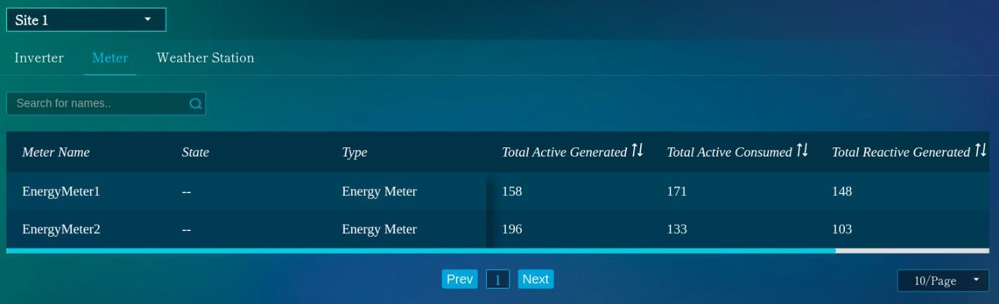 Site 1
Inverter Meter Weather Station
Search for names..
Meter Name State Type Total Active Generated Total Active Consumed Total Reactive Generated
EnergyMeter1 -- Energy Meter 158 171 148
EnergyMeter2 -- Energy Meter 196 133 103
Prev 1 Next 10/Page